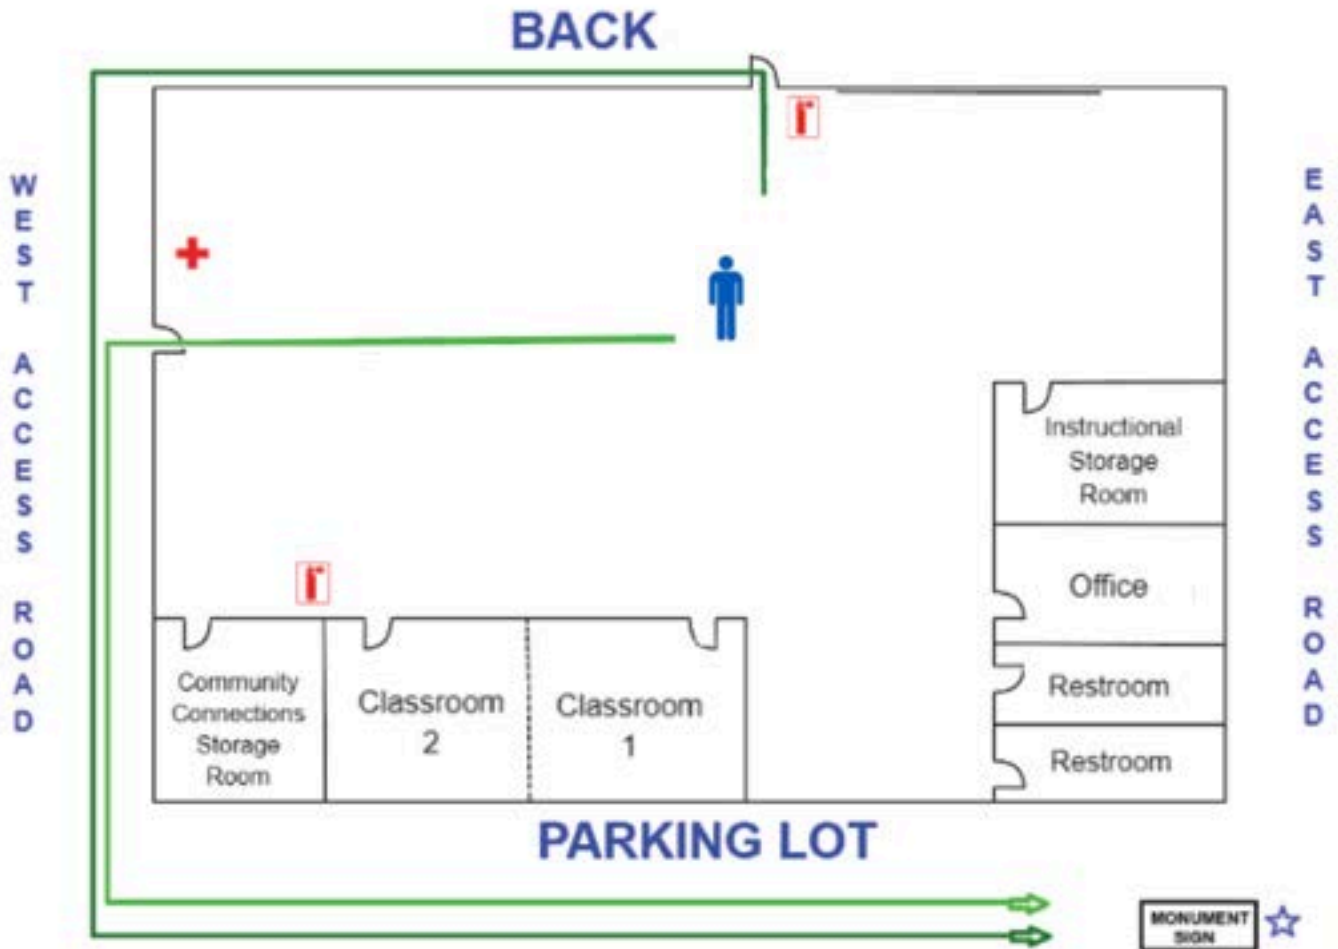 BACK
WEST ACCESS ROAD
EAST ACCESS ROAD
Instructional
Storage
Room
Office
Restroom
Restroom
Community
Connections
Storage
Room
Classroom
2
Classroom
1
PARKING LOT
MONUMENT
SIGN